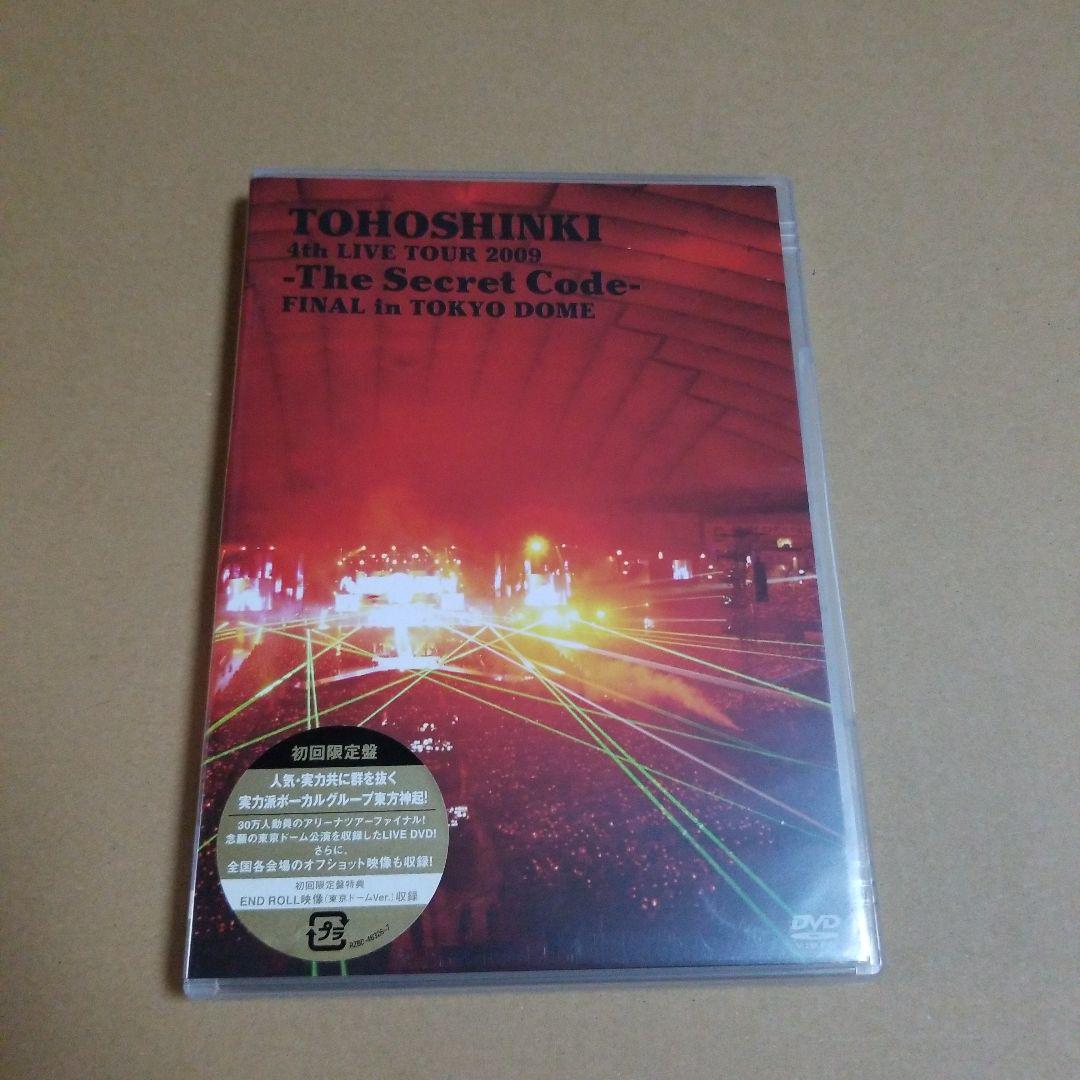 TOHOSHINKI
4th LIVE TOUR 2009
-The Secret Code-
FINAL in TOKYO DOME
初回限定盤
人気・実力共に群を抜く
実力派ボーカルグループ東方神起!
30万人動員のアリーナツアーファイナル!
念願の東京ドーム公演を収録したLIVE DVD!
さらに、
全国各会場のオフショット映像も収録!
初回限定盤特典
END ROLL映像(東京ドームVer.)収録
プラ
RZBD-46326~7
DVD
VIDEO